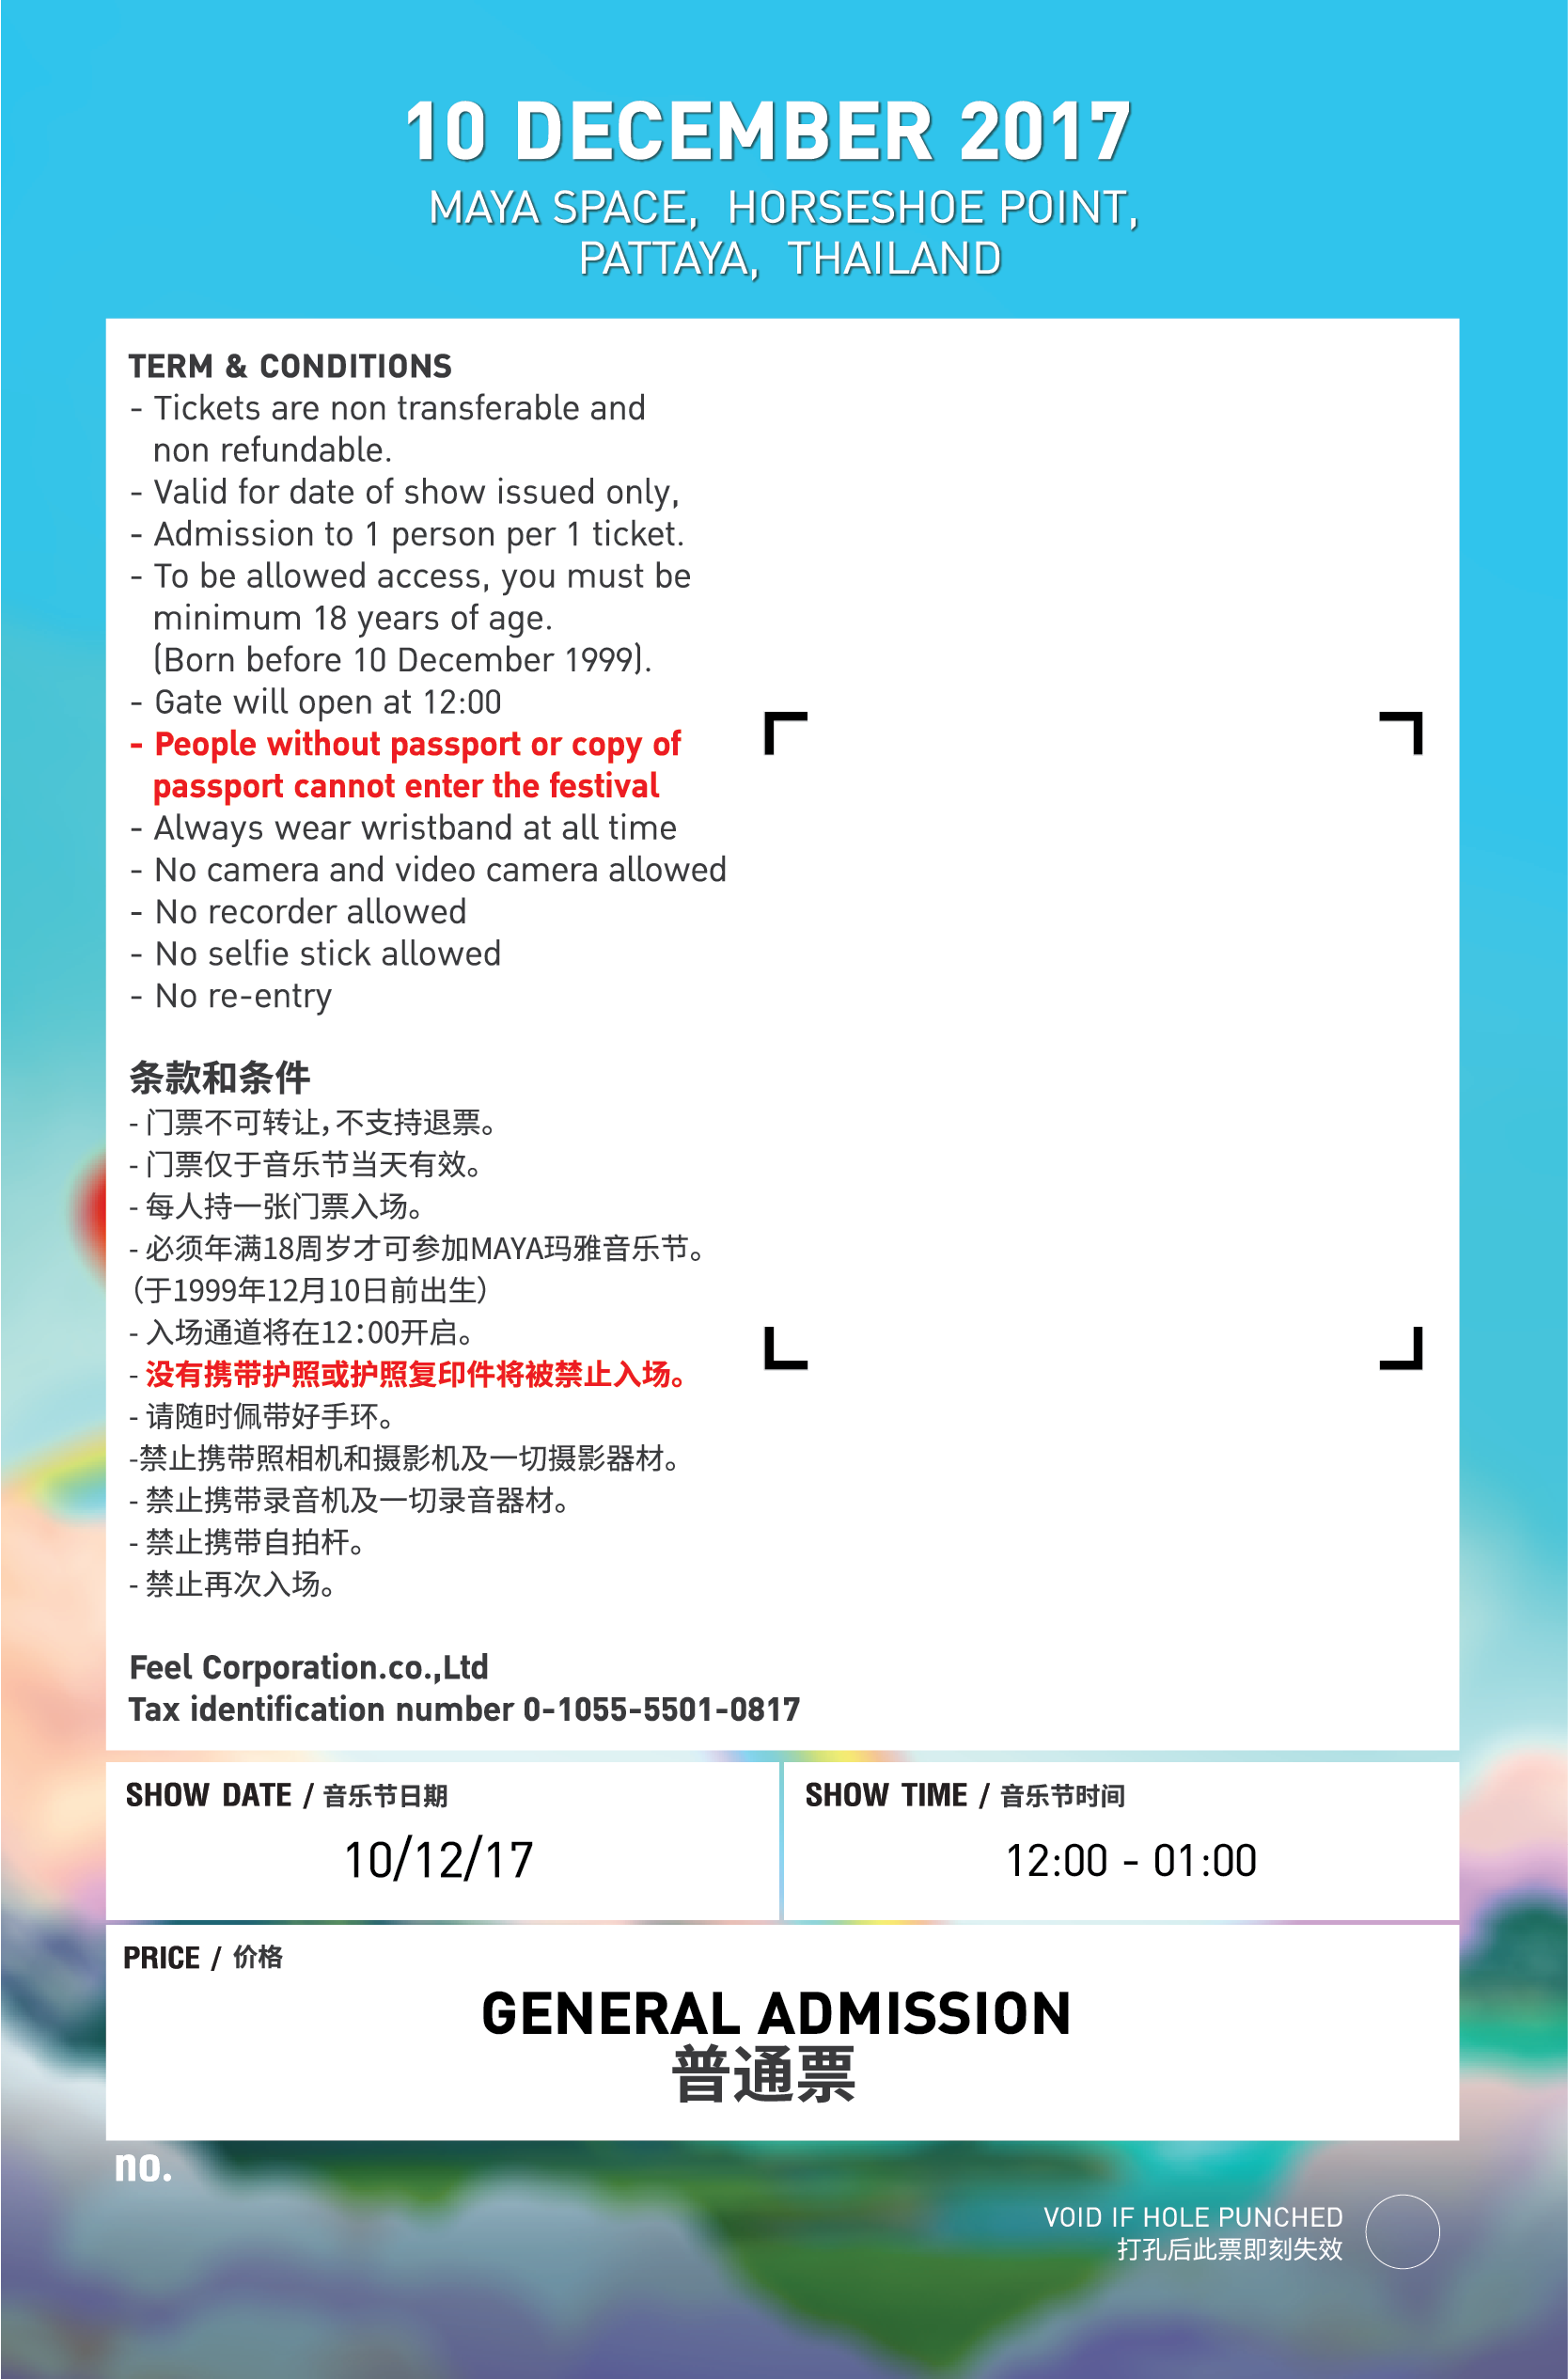 10 DECEMBER 2017
MAYA SPACE, HORSESHOE POINT,
PATTAYA, THAILAND
TERM & CONDITIONS
- Tickets are non transferable and
non refundable.
- Valid for date of show issued only,
- Admission to 1 person per 1 ticket.
- To be allowed access, you must be
minimum 18 years of age.
(Born before 10 December 1999).
- Gate will open at 12:00
- People without passport or copy of
passport cannot enter the festival
- Always wear wristband at all time
- No camera and video camera allowed
- No recorder allowed
- No selfie stick allowed
- No re-entry
条款和条件
- 门票不可转让，不支持退票。
- 门票仅于音乐节当天有效。
- 每人持一张门票入场。
- 必须年满18周岁才可参加MAYA玛雅音乐节。
（于1999年12月10日前出生）
- 入场通道将在12：00开启。
- 没有携带护照或护照复印件将被禁止入场。
- 请随时佩带好手环。
-禁止携带照相机和摄影机及一切摄影器材。
- 禁止携带录音机及一切录音器材。
- 禁止携带自拍杆。
- 禁止再次入场。
Feel Corporation.co.,Ltd
Tax identification number 0-1055-5501-0817
SHOW DATE / 音乐节日期
10/12/17
SHOW TIME / 音乐节时间
12:00 - 01:00
PRICE / 价格
GENERAL ADMISSION
普通票
no.
VOID IF HOLE PUNCHED
打孔后此票即刻失效